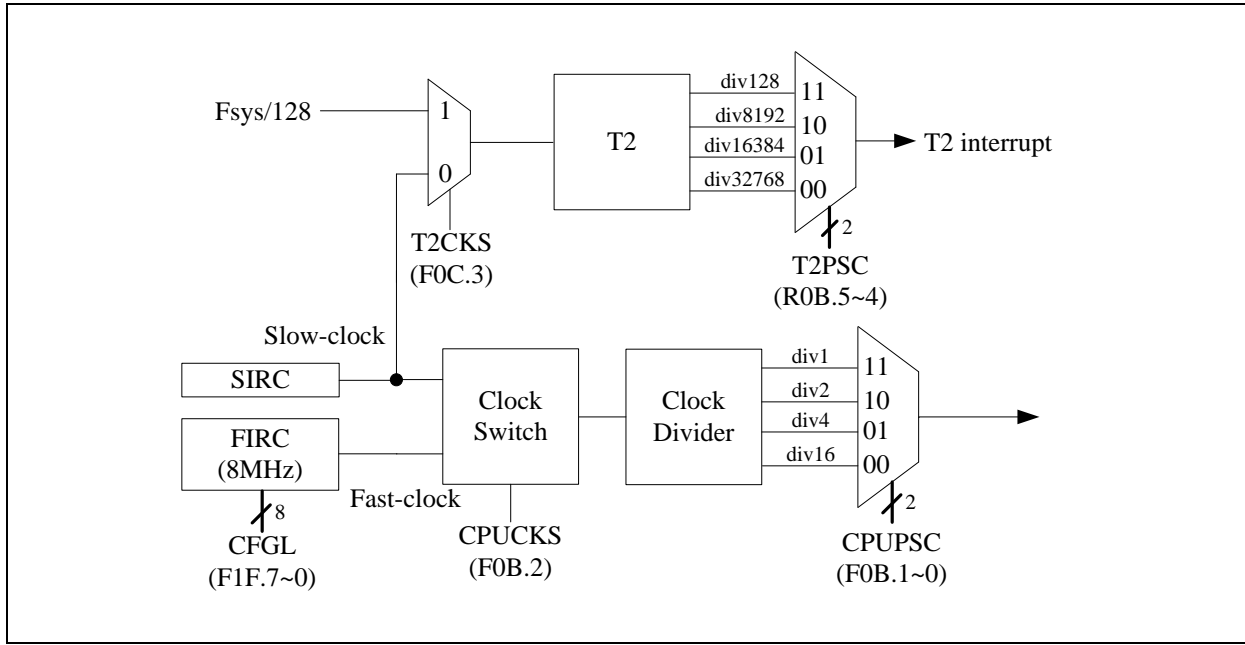 Fsys/128
1
0
T2CKS
(F0C.3)
T2
div128
div8192
div16384
div32768
11
10
01
00
T2 interrupt
2
T2PSC
(R0B.5~4)
Slow-clock
SIRC
FIRC
(8MHz)
Fast-clock
8
CFGL
(F1F.7~0)
Clock
Switch
CPUCKS
(F0B.2)
Clock
Divider
div1
div2
div4
div16
11
10
01
00
2
CPUPSC
(F0B.1~0)